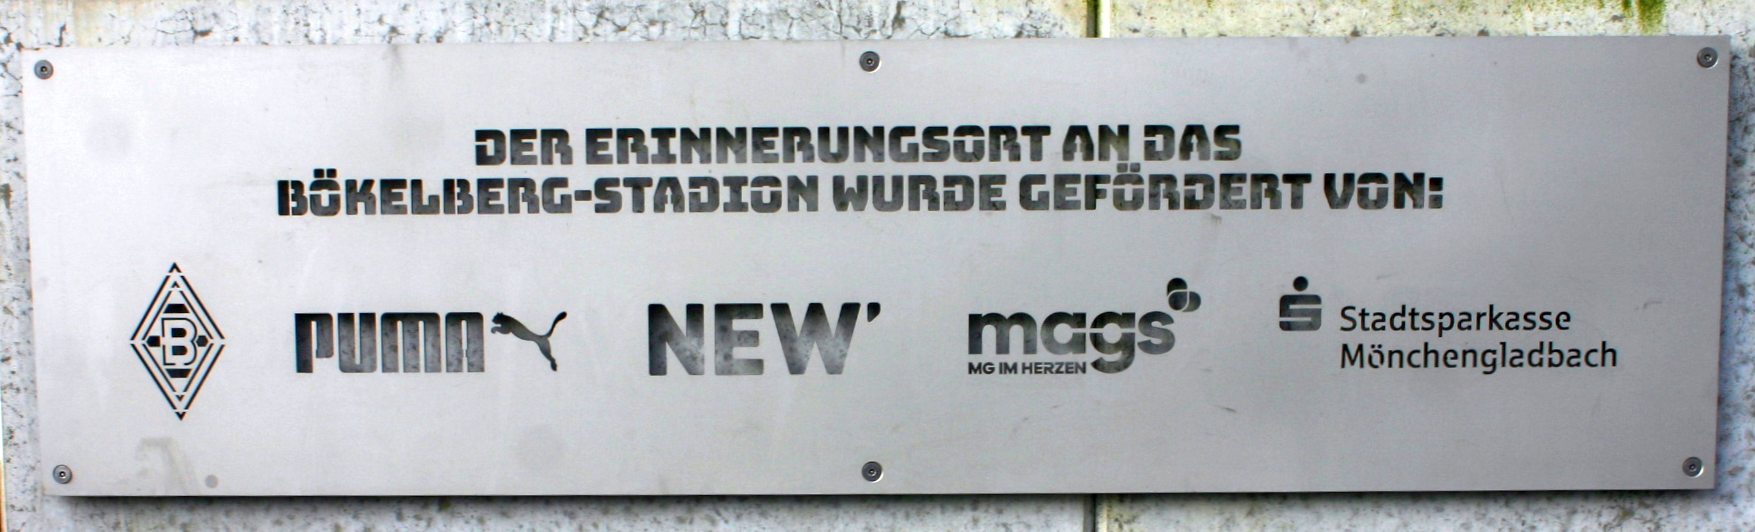 DER ERINNERUNGSORT AN DAS
BÖKELBERG-STADION WURDE GEFÖRDERT VON:
B
PUMA
NEW'
mags
MG IM HERZEN
Stadtsparkasse
Mönchengladbach